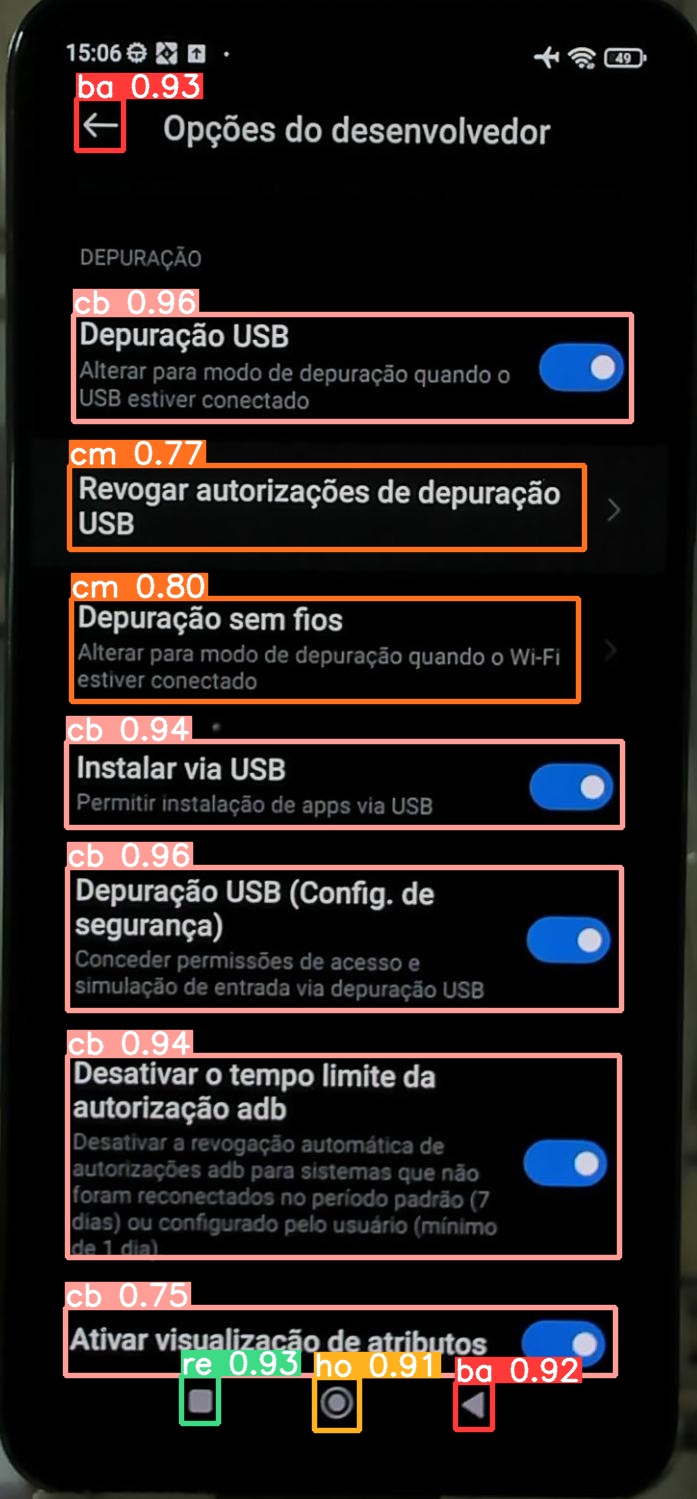 15:06
49
ba 0.93
Opções do desenvolvedor
DEPURAÇÃO
cb 0.96
Depuração USB
Alterar para modo de depuração quando o
USB estiver conectado
cm 0.77
Revogar autorizações de depuração
USB
cm 0.80
Depuração sem fios
Alterar para modo de depuração quando o Wi-Fi
estiver conectado
cb 0.94
Instalar via USB
Permitir instalação de apps via USB
cb 0.96
Depuração USB (Config. de
segurança)
Conceder permissões de acesso e
simulação de entrada via depuração USB
cb 0.94
Desativar o tempo limite da
autorização adb
Desativar a revogação automática de
autorizações adb para sistemas que não
foram reconectados no período padrão (7
dias) ou configurado pelo usuário (mínimo
de 1 dia).
cb 0.75
Ativar visualização de atributos
re 0.93
ho 0.91
ba 0.92